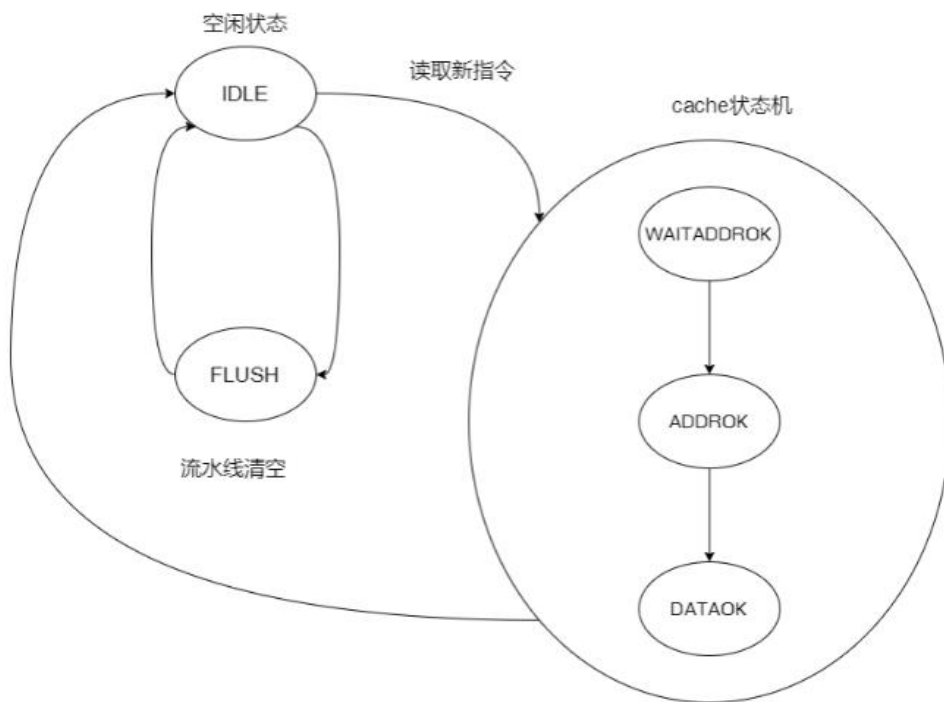 空闲状态
IDLE
读取新指令
cache状态机
WAITADDROK
FLUSH
ADDROK
流水线清空
DATAOK